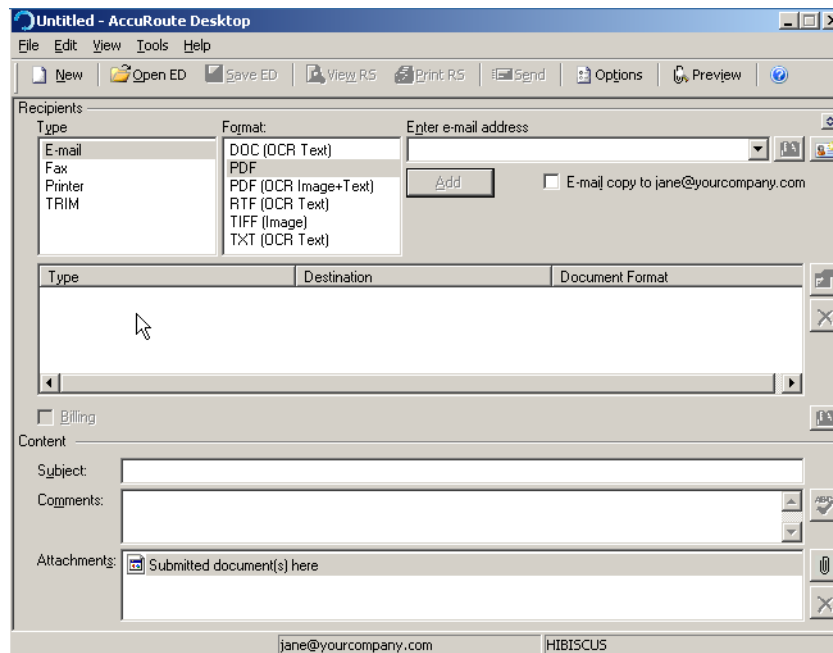 Untitled - AccuRoute Desktop
File Edit View Tools Help
New Open ED Save ED View RS Print RS Send Options Preview
Recipients
Type Format: Enter e-mail address
E-mail DOC (OCR Text)
Fax PDF
Printer PDF (OCR Image+Text) Add E-mail copy to jane@yourcompany.com
TRIM RTF (OCR Text)
TIFF (Image)
TXT (OCR Text)
Type Destination Document Format
Billing
Content
Subject:
Comments:
ABC
Attachments: Submitted document(s) here
jane@yourcompany.com HIBISCUS